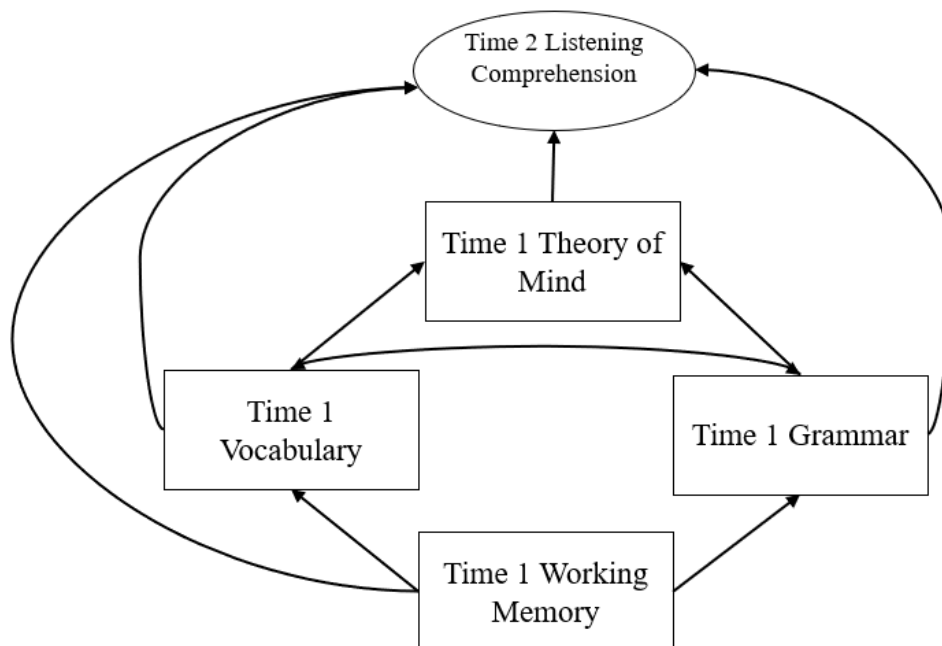 Time 2 Listening
Comprehension
Time 1 Theory of
Mind
Time 1
Vocabulary
Time 1 Grammar
Time 1 Working
Memory